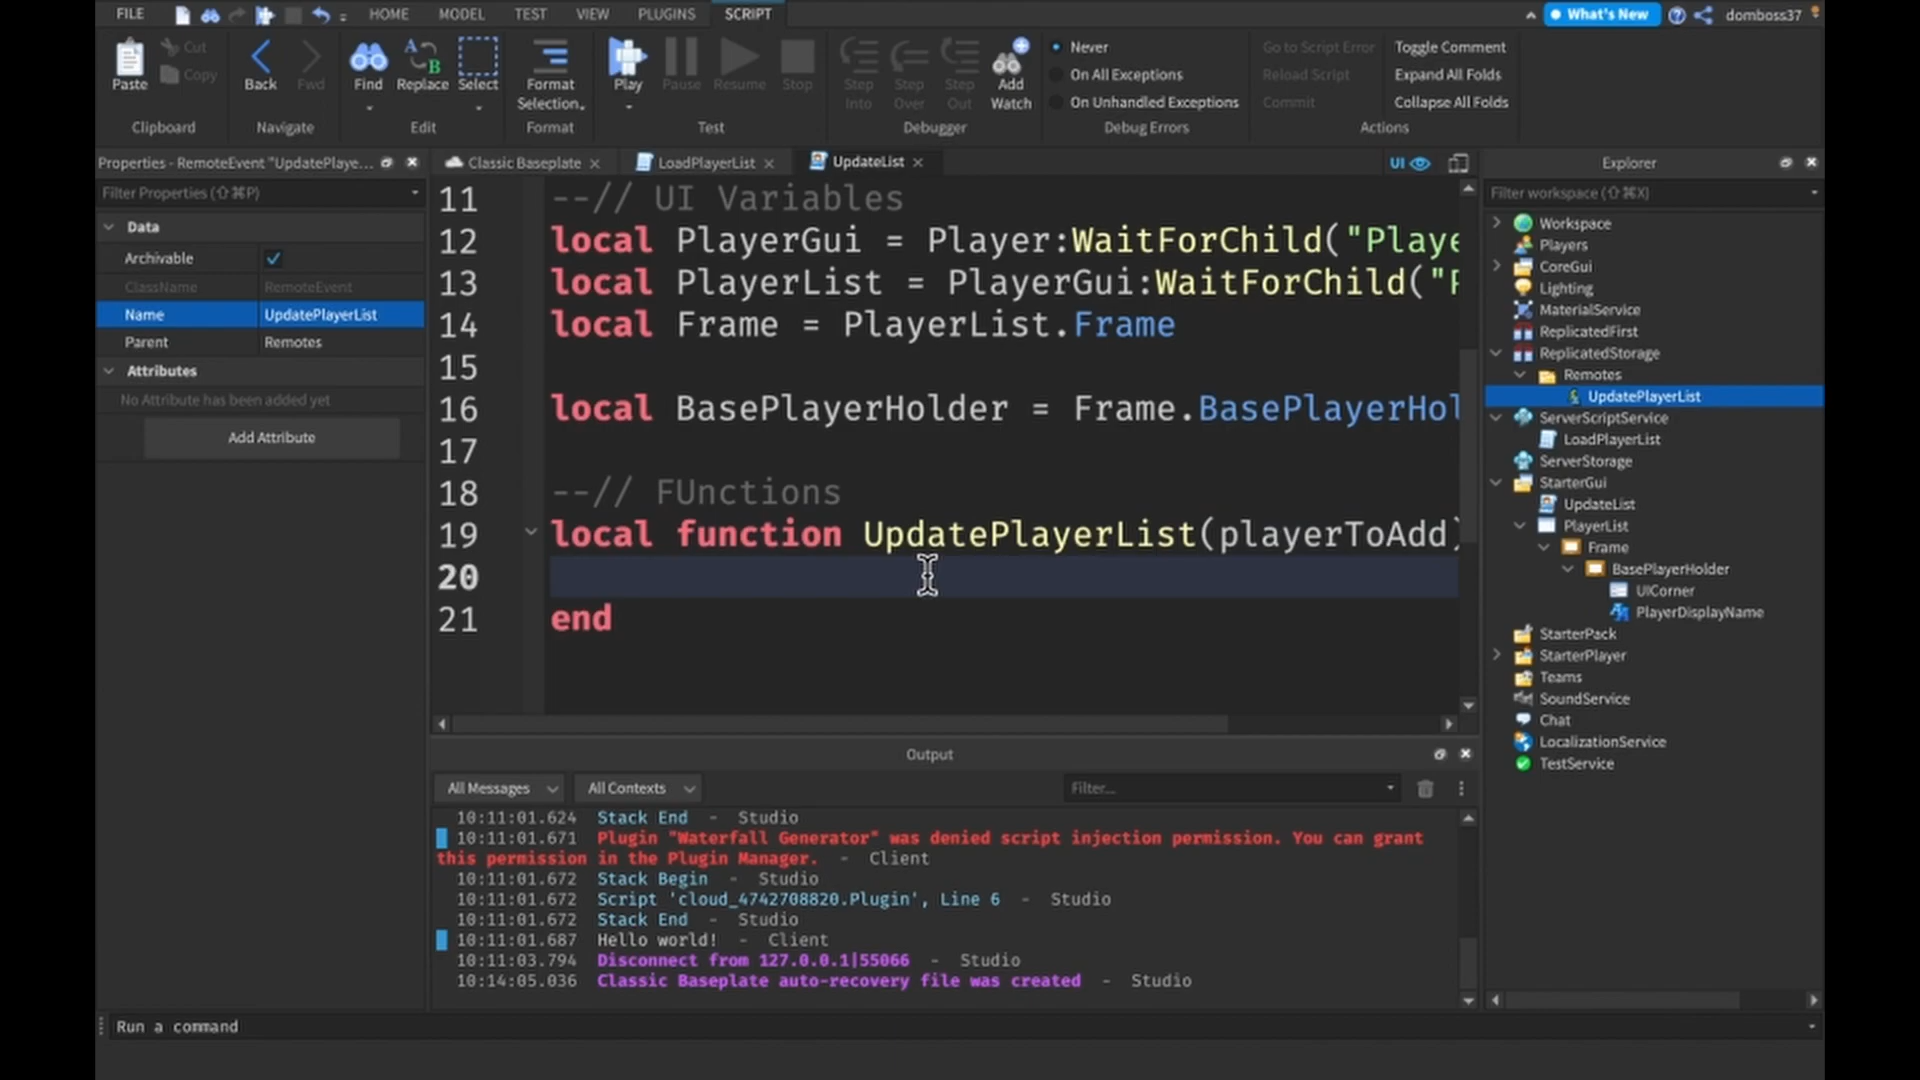 FILE HOME MODEL TEST VIEW PLUGINS SCRIPT What's New domboss37
Paste Cut Copy Back Fwd Find Replace Select Format Selection Play Pause Resume Stop Step Into Step Over Step Out Add Watch
Never
On All Exceptions
On Unhandled Exceptions
Go to Script Error
Reload Script
Commit
Toggle Comment
Expand All Folds
Collapse All Folds
Clipboard Navigate Edit Format Test Debugger Debug Errors Actions
Properties - RemoteEvent "UpdatePlaye...
Filter Properties (⇧⌘P)
Data
Archivable
ClassName RemoteEvent
Name UpdatePlayerList
Parent Remotes
Attributes
No Attribute has been added yet
Add Attribute
Classic Baseplate LoadPlayerList UpdateList UI
11 --// UI Variables
12 local PlayerGui = Player:WaitForChild("Playe
13 local PlayerList = PlayerGui:WaitForChild("P
14 local Frame = PlayerList.Frame
15
16 local BasePlayerHolder = Frame.BasePlayerHol
17
18 --// FUnctions
19 local function UpdatePlayerList(playerToAdd)
20
21 end
Output
All Messages All Contexts Filter...
10:11:01.624 Stack End - Studio
10:11:01.671 Plugin "Waterfall Generator" was denied script injection permission. You can grant
this permission in the Plugin Manager. - Client
10:11:01.672 Stack Begin - Studio
10:11:01.672 Script 'cloud_4742708820.Plugin', Line 6 - Studio
10:11:01.672 Stack End - Studio
10:11:01.687 Hello world! - Client
10:11:03.794 Disconnect from 127.0.0.1|55066 - Studio
10:14:05.036 Classic Baseplate auto-recovery file was created - Studio
Explorer
Filter workspace (⇧⌘X)
Workspace
Players
CoreGui
Lighting
MaterialService
ReplicatedFirst
ReplicatedStorage
Remotes
UpdatePlayerList
ServerScriptService
LoadPlayerList
ServerStorage
StarterGui
UpdateList
PlayerList
Frame
BasePlayerHolder
UICorner
PlayerDisplayName
StarterPack
StarterPlayer
Teams
SoundService
Chat
LocalizationService
TestService
Run a command